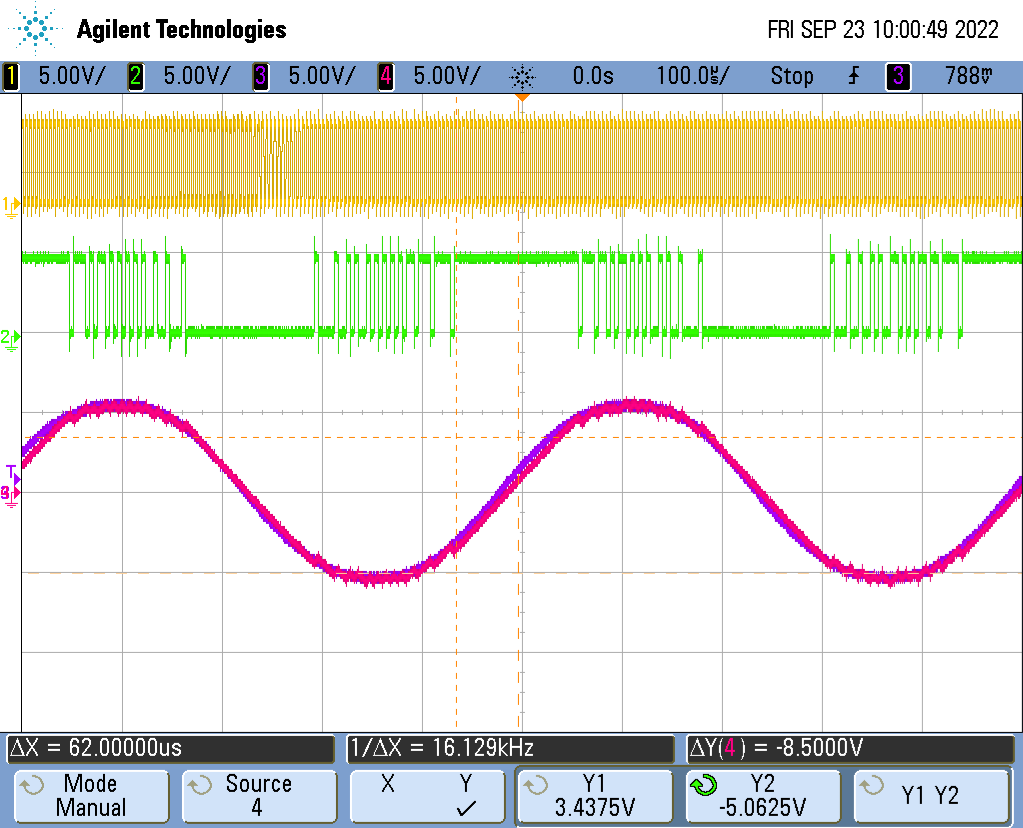 Agilent Technologies FRI SEP 23 10:00:49 2022
1 5.00V/ 2 5.00V/ 3 5.00V/ 4 5.00V/ 0.0s 100.0µs/ Stop 3 788mV
1
2
T
3
ΔX = 62.00000us 1/ΔX = 16.129kHz ΔY(4) = -8.5000V
Mode Source X Y Y1 Y2 Y1 Y2
Manual 4 ✓ 3.4375V -5.0625V